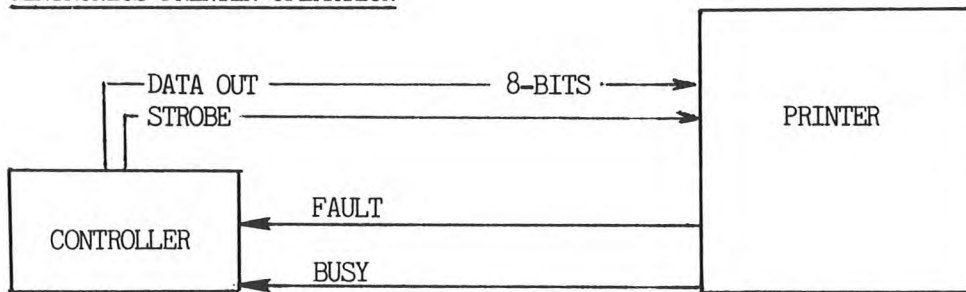 DATA OUT 8-BITS
STROBE
PRINTER
FAULT
CONTROLLER
BUSY